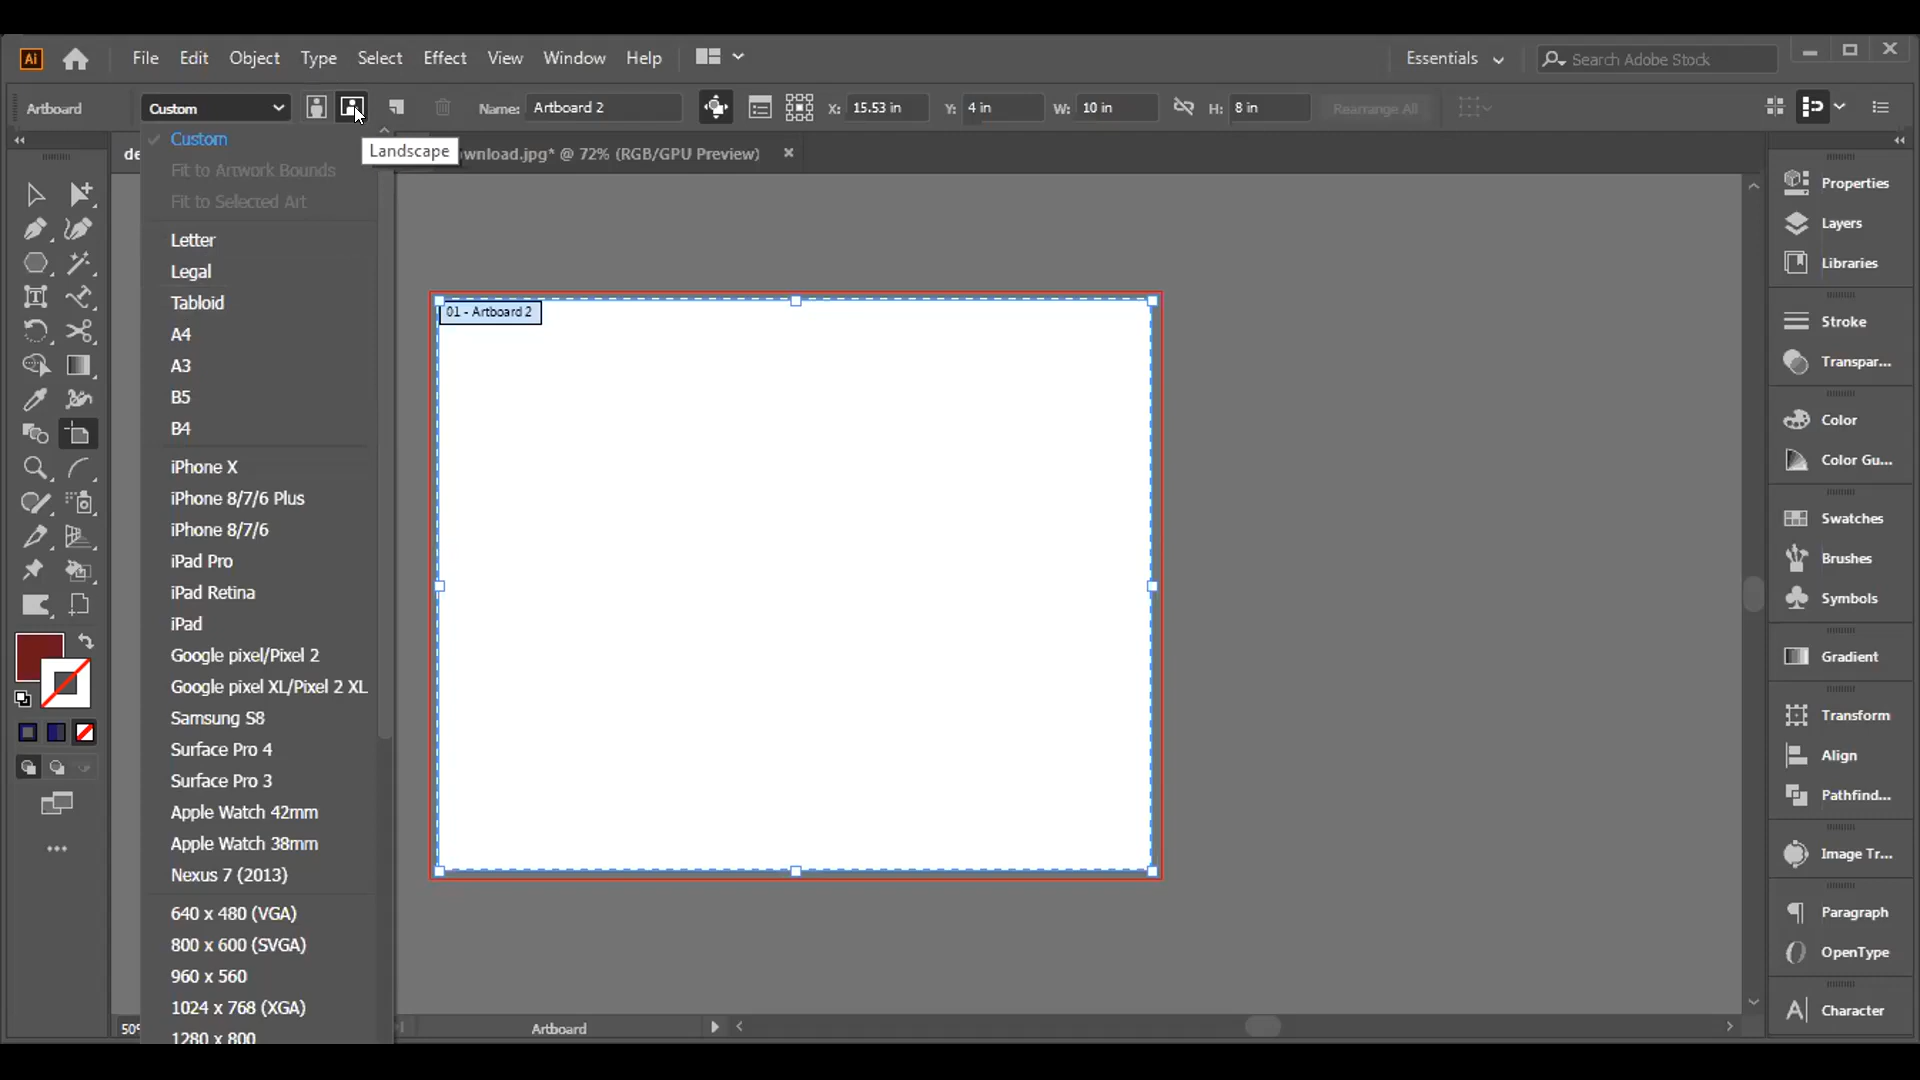 Ai
File Edit Object Type Select Effect View Window Help
Essentials
Search Adobe Stock
Artboard
Custom
Name: Artboard 2
X: 15.53 in
Y: 4 in
W: 10 in
H: 8 in
Rearrange All
Landscape
wnload.jpg* @ 72% (RGB/GPU Preview)
Custom
Fit to Artwork Bounds
Fit to Selected Art
Letter
Legal
Tabloid
A4
A3
B5
B4
iPhone X
iPhone 8/7/6 Plus
iPhone 8/7/6
iPad Pro
iPad Retina
iPad
Google pixel/Pixel 2
Google pixel XL/Pixel 2 XL
Samsung S8
Surface Pro 4
Surface Pro 3
Apple Watch 42mm
Apple Watch 38mm
Nexus 7 (2013)
640 x 480 (VGA)
800 x 600 (SVGA)
960 x 560
1024 x 768 (XGA)
1280 x 800
01 - Artboard 2
Properties
Layers
Libraries
Stroke
Transpar...
Color
Color Gu...
Swatches
Brushes
Symbols
Gradient
Transform
Align
Pathfind...
Image Tr...
Paragraph
OpenType
Character
Artboard